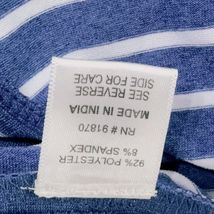 92% POLYESTER
8% SPANDEX
RN# 91870
MADE IN INDIA
SEE REVERSE
SIDE FOR CARE